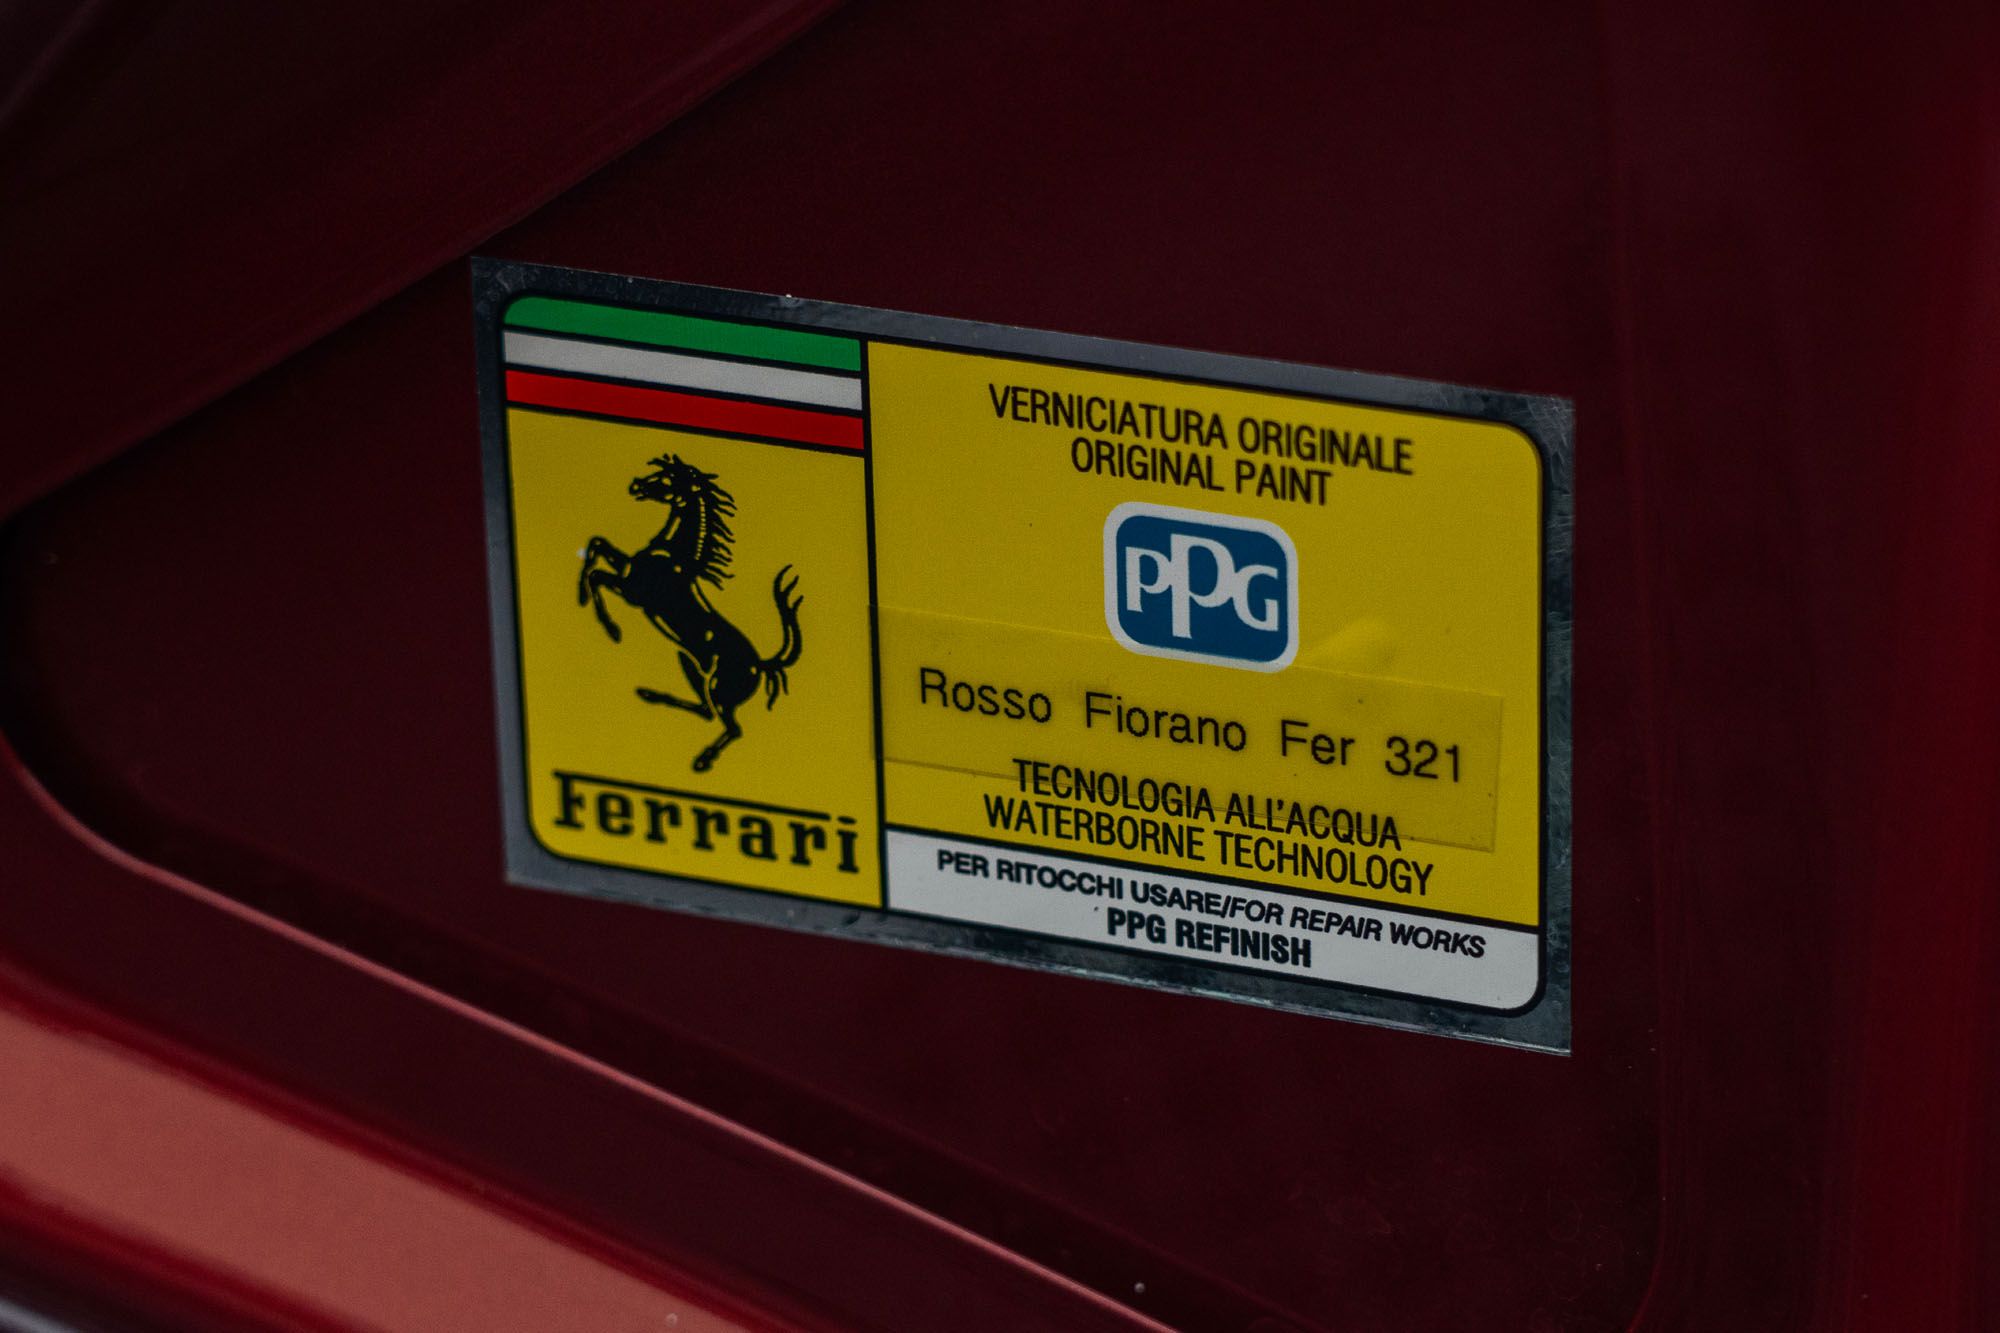 Ferrari
VERNICIATURA ORIGINALE
ORIGINAL PAINT
PPG
Rosso Fiorano Fer 321
TECNOLOGIA ALL'ACQUA
WATERBORNE TECHNOLOGY
PER RITOCCHI USARE/FOR REPAIR WORKS
PPG REFINISH